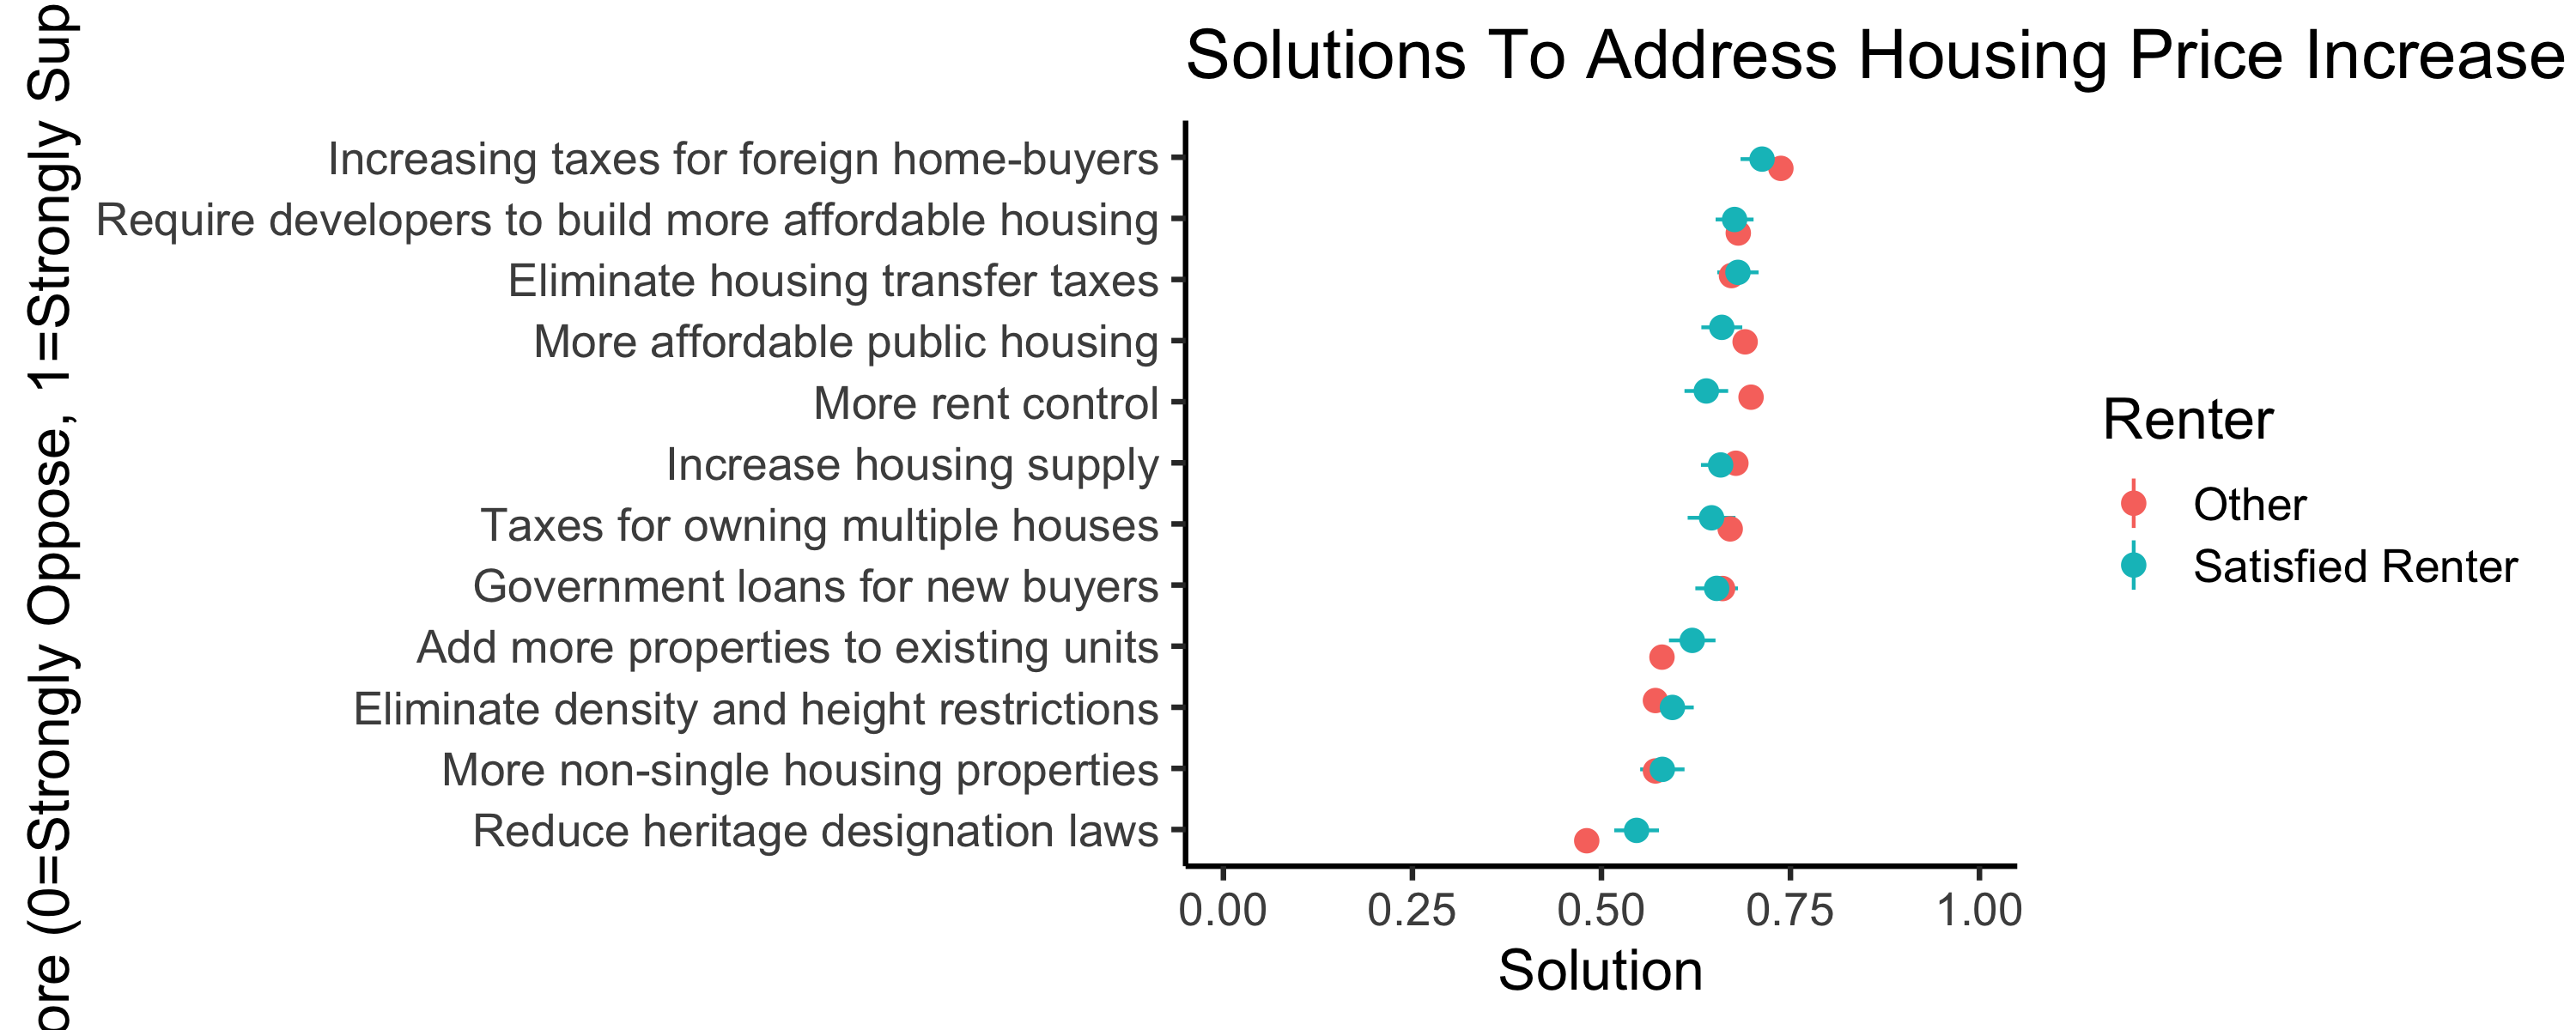 Solutions To Address Housing Price Increase
ore (0=Strongly Oppose, 1=Strongly Sup
Increasing taxes for foreign home-buyers
Require developers to build more affordable housing
Eliminate housing transfer taxes
More affordable public housing
More rent control
Increase housing supply
Taxes for owning multiple houses
Government loans for new buyers
Add more properties to existing units
Eliminate density and height restrictions
More non-single housing properties
Reduce heritage designation laws
0.00 0.25 0.50 0.75 1.00
Solution
Renter
Other
Satisfied Renter